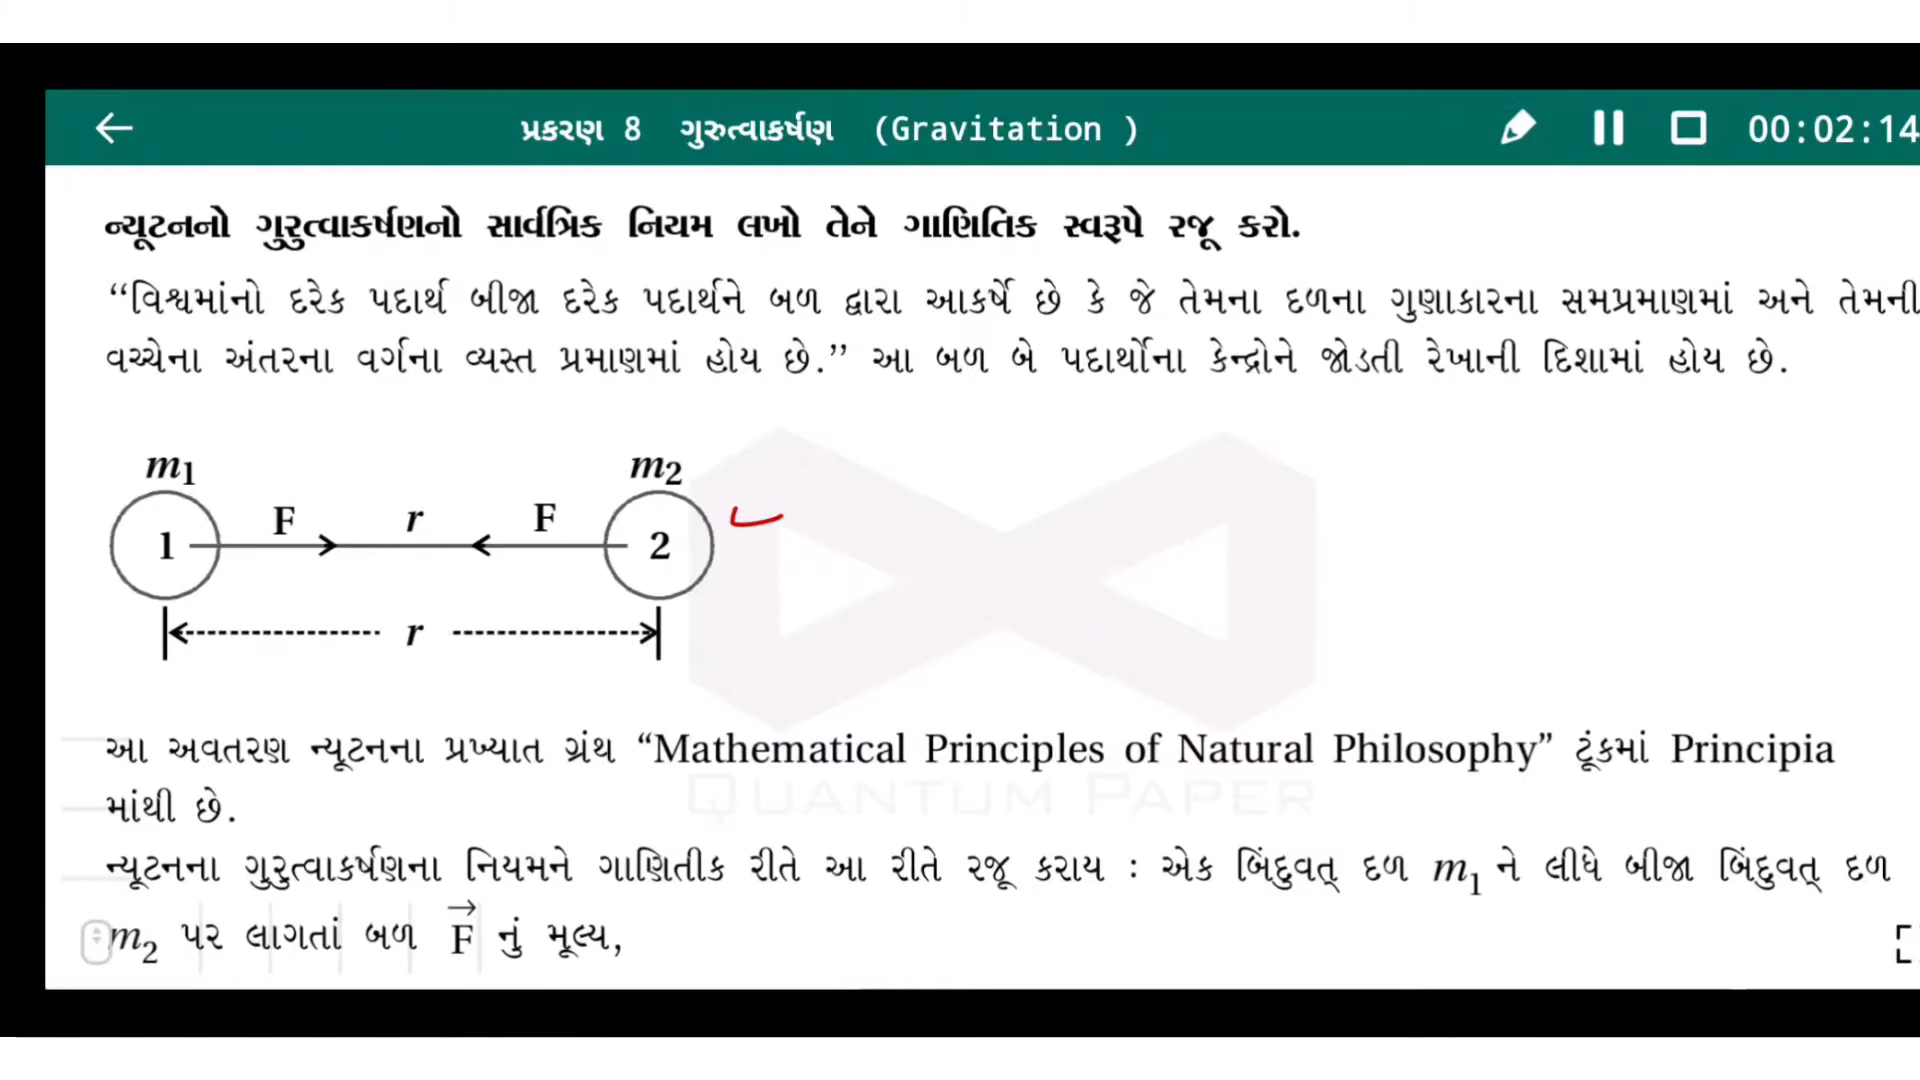 પ્રકરણ 8 ગુરુત્વાકર્ષણ (Gravitation )
00:02:14
ન્યૂટનનો ગુરુત્વાકર્ષણનો સાર્વત્રિક નિયમ લખો તેને ગાણિતિક સ્વરૂપે રજૂ કરો.
“વિશ્વમાંનો દરેક પદાર્થ બીજા દરેક પદાર્થને બળ દ્વારા આકર્ષે છે કે જે તેમના દળના ગુણાકારના સમપ્રમાણમાં અને તેમની
વચ્ચેના અંતરના વર્ગના વ્યસ્ત પ્રમાણમાં હોય છે.” આ બળ બે પદાર્થોના કેન્દ્રોને જોડતી રેખાની દિશામાં હોય છે.
m₁ m₂
1 F r F 2
r
આ અવતરણ ન્યૂટનના પ્રખ્યાત ગ્રંથ “Mathematical Principles of Natural Philosophy” ટૂંકમાં Principia
માંથી છે.
QUANTUM PAPER
ન્યૂટનના ગુરુત્વાકર્ષણના નિયમને ગાણિતીક રીતે આ રીતે રજૂ કરાય : એક બિંદુવત્ દળ m₁ ને લીધે બીજા બિંદુવત્ દળ
m₂ પર લાગતાં બળ F⃗ નું મૂલ્ય,